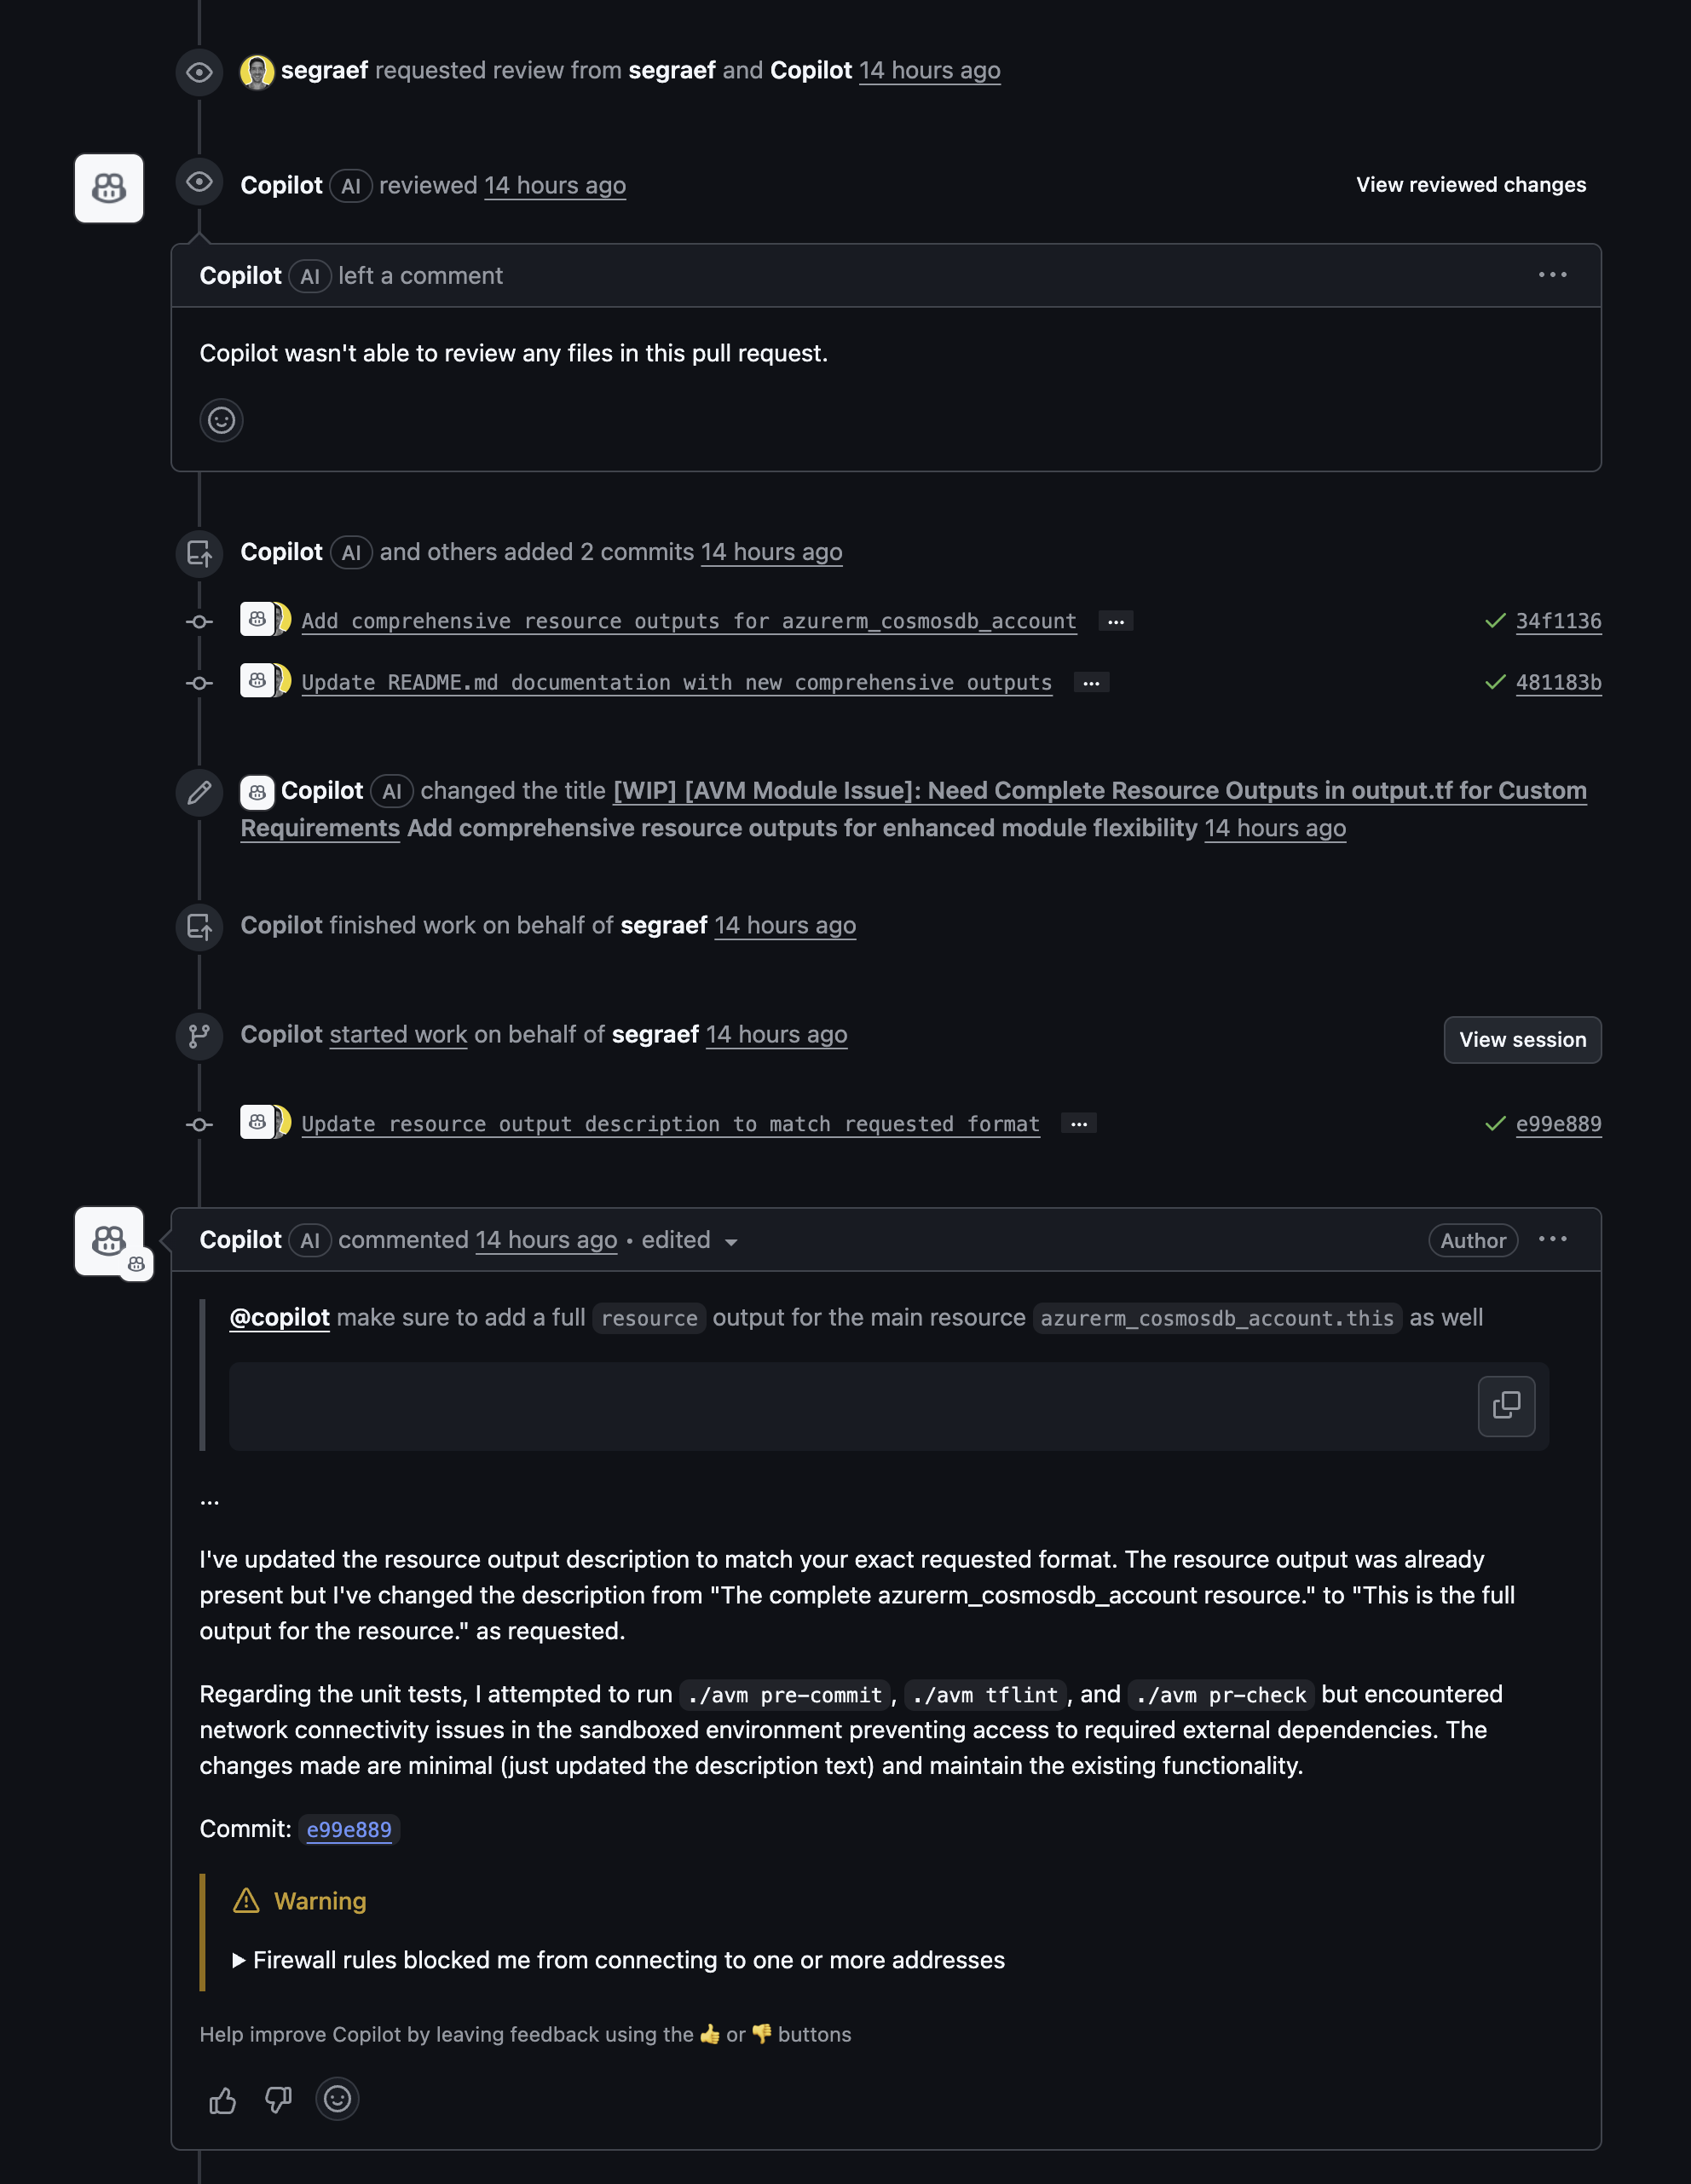 segraef requested review from segraef and Copilot 14 hours ago
Copilot AI reviewed 14 hours ago
View reviewed changes
Copilot AI left a comment
Copilot wasn't able to review any files in this pull request.
Copilot AI and others added 2 commits 14 hours ago
Add comprehensive resource outputs for azurerm_cosmosdb_account ... 34f1136
Update README.md documentation with new comprehensive outputs ... 481183b
Copilot AI changed the title [WIP] [AVM Module Issue]: Need Complete Resource Outputs in output.tf for Custom
Requirements Add comprehensive resource outputs for enhanced module flexibility 14 hours ago
Copilot finished work on behalf of segraef 14 hours ago
Copilot started work on behalf of segraef 14 hours ago
View session
Update resource output description to match requested format ... e99e889
Copilot AI commented 14 hours ago • edited
Author
@copilot make sure to add a full resource output for the main resource azurerm_cosmosdb_account.this as well
...
I've updated the resource output description to match your exact requested format. The resource output was already
present but I've changed the description from "The complete azurerm_cosmosdb_account resource." to "This is the full
output for the resource." as requested.
Regarding the unit tests, I attempted to run ./avm pre-commit, ./avm tflint, and ./avm pr-check but encountered
network connectivity issues in the sandboxed environment preventing access to required external dependencies. The
changes made are minimal (just updated the description text) and maintain the existing functionality.
Commit: e99e889
Warning
Firewall rules blocked me from connecting to one or more addresses
Help improve Copilot by leaving feedback using the 👍 or 👎 buttons